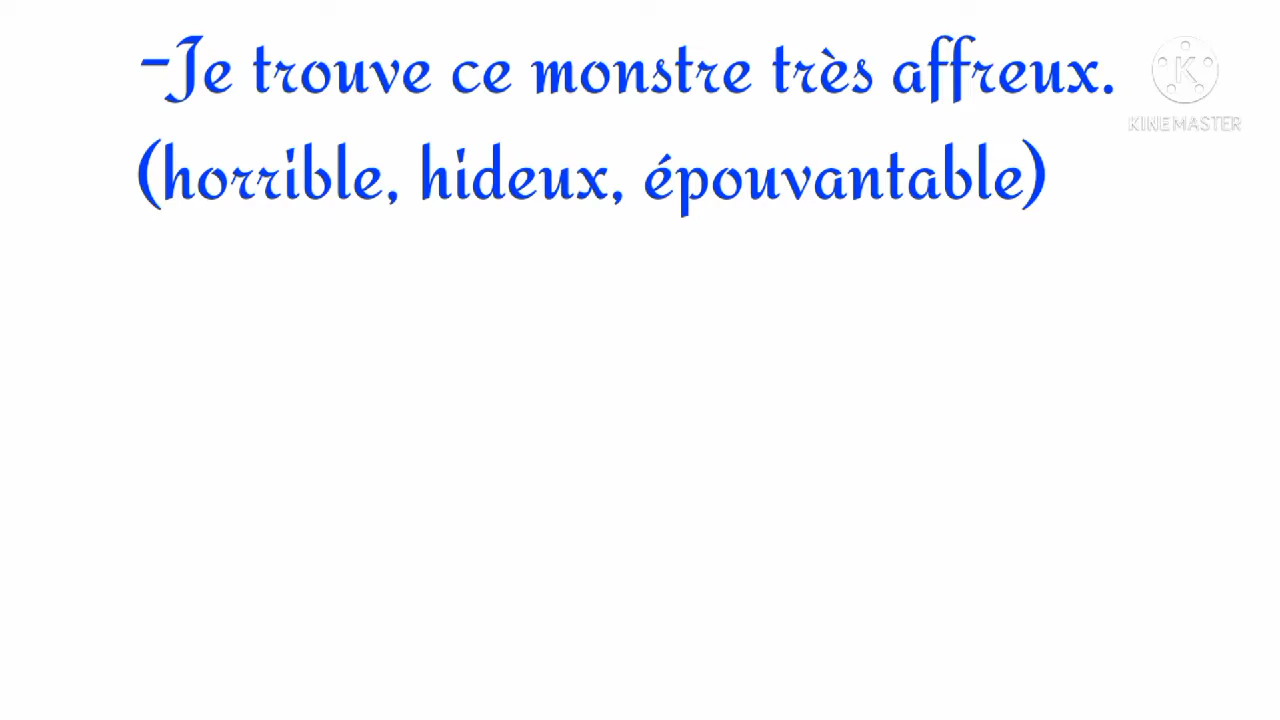 -Je trouve ce monstre très affreux.
(horrible, hideux, épouvantable)
KINEMASTER